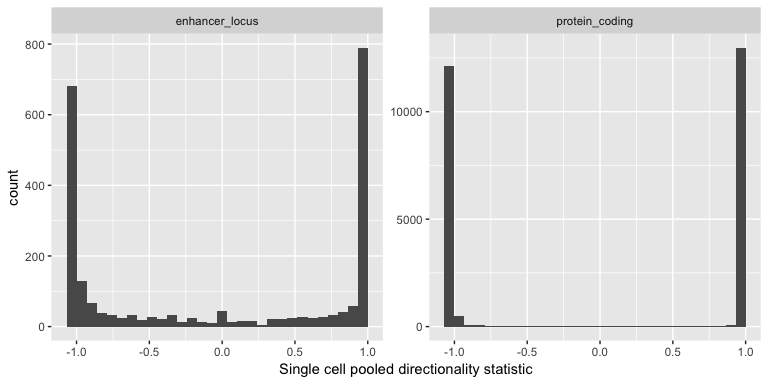 enhancer_locus
protein_coding
count
800
600
400
200
0
10000
5000
0
-1.0 -0.5 0.0 0.5 1.0
-1.0 -0.5 0.0 0.5 1.0
Single cell pooled directionality statistic